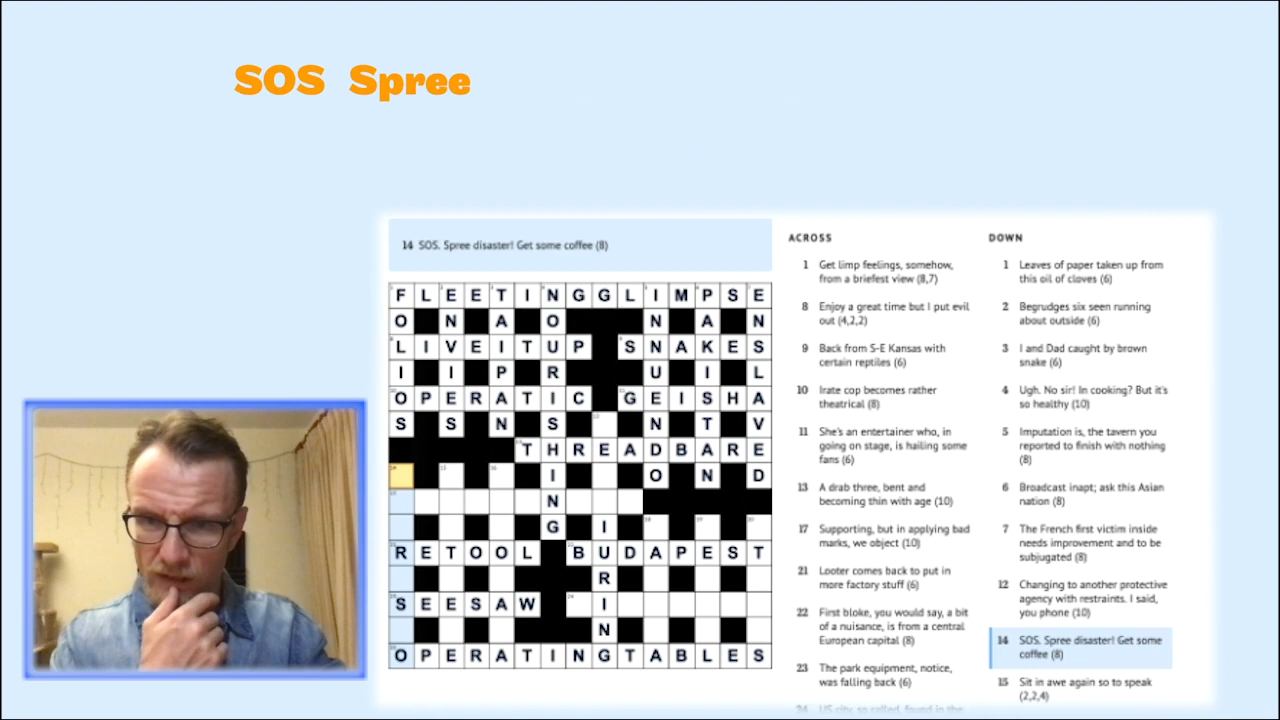 SOS Spree
14 SOS. Spree disaster! Get some coffee (8)
FLEETINGGLIMPSE
O N A O N A N
LIVEITUP SNAKES
I I P R U I L
OPERATIC GEISHA
S S N S N T V
THREADBARE
I O N D
N
G I
RETOOL BUDAPEST
R
SEESAW I
N
OPERATINGTABLES
ACROSS
1 Get limp feelings, somehow,
from a briefest view (8,7)
8 Enjoy a great time but I put evil
out (4,2,2)
9 Back from S-E Kansas with
certain reptiles (6)
10 Irate cop becomes rather
theatrical (8)
11 She's an entertainer who, in
going on stage, is hailing some
fans (6)
13 A drab three, bent and
becoming thin with age (10)
17 Supporting, but in applying bad
marks, we object (10)
21 Looter comes back to put in
more factory stuff (6)
22 First bloke, you would say, a bit
of a nuisance, is from a central
European capital (8)
23 The park equipment, notice,
was falling back (6)
24 US city, so called, found in the
DOWN
1 Leaves of paper taken up from
this oil of cloves (6)
2 Begrudges six seen running
about outside (6)
3 I and Dad caught by brown
snake (6)
4 Ugh. No sir! In cooking? But it's
so healthy (10)
5 Imputation is, the tavern you
reported to finish with nothing
(8)
6 Broadcast inapt; ask this Asian
nation (8)
7 The French first victim inside
needs improvement and to be
subjugated (8)
12 Changing to another protective
agency with restraints. I said,
you phone (10)
14 SOS. Spree disaster! Get some
coffee (8)
15 Sit in awe again so to speak
(2,2,4)